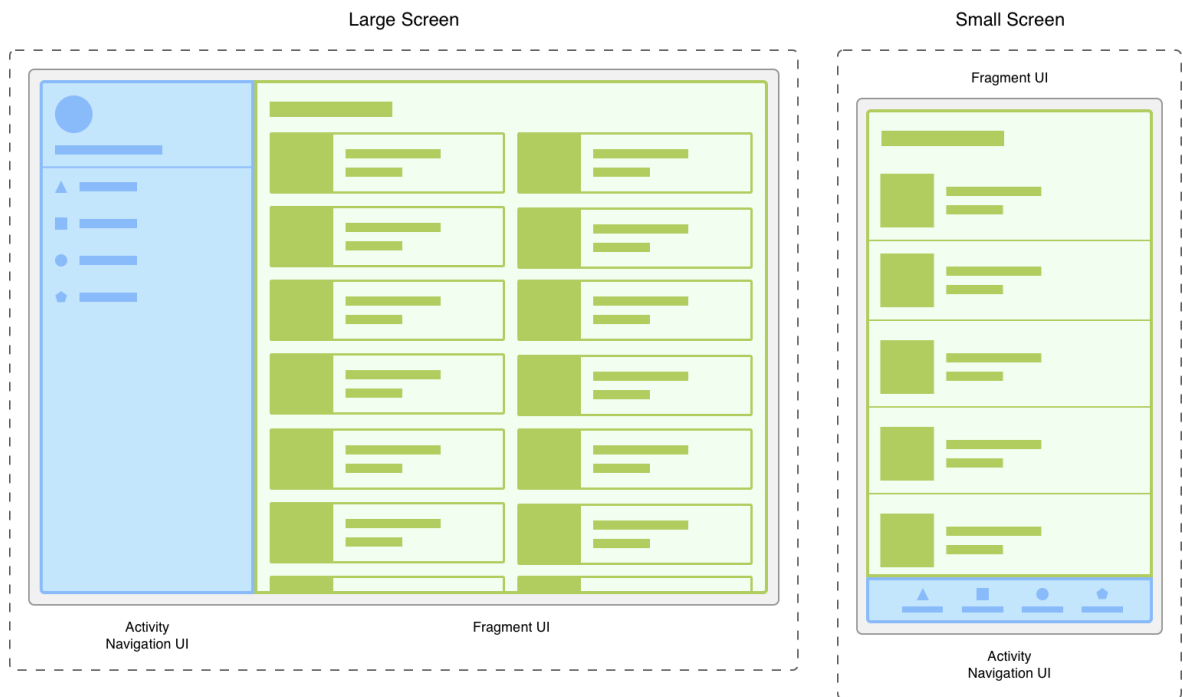 Large Screen
Activity
Navigation UI
Fragment UI
Small Screen
Fragment UI
Activity
Navigation UI